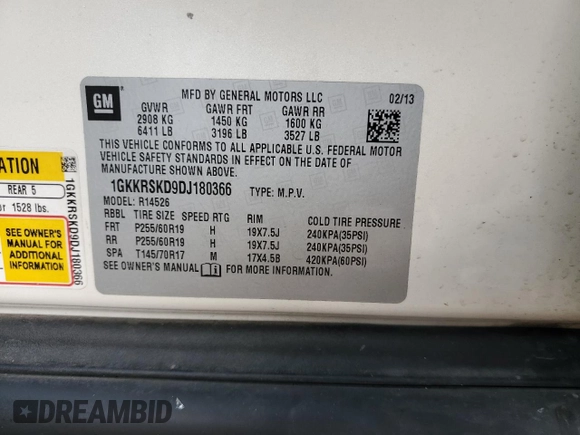 GM
MFD BY GENERAL MOTORS LLC 02/13
GVWR GAWR FRT GAWR RR
2908 KG 1450 KG 1600 KG
6411 LB 3196 LB 3527 LB
THIS VEHICLE CONFORMS TO ALL APPLICABLE U.S. FEDERAL MOTOR
VEHICLE SAFETY STANDARDS IN EFFECT ON THE DATE OF
MANUFACTURE SHOWN ABOVE.
1GKKRSKD9DJ180366 TYPE: M.P.V.
MODEL: R14526
RBBL TIRE SIZE SPEED RTG RIM COLD TIRE PRESSURE
FRT P255/60R19 H 19X7.5J 240KPA(35PSI)
RR P255/60R19 H 19X7.5J 240KPA(35PSI)
SPA T145/70R17 M 17X4.5B 420KPA(60PSI)
SEE OWNER'S MANUAL FOR MORE INFORMATION.
REAR 5
1528 lbs.
SEE OWNER'S
MANUAL FOR
ADDITIONAL
INFORMATION
1GKKRSKD9DJ180366
DREAMBID